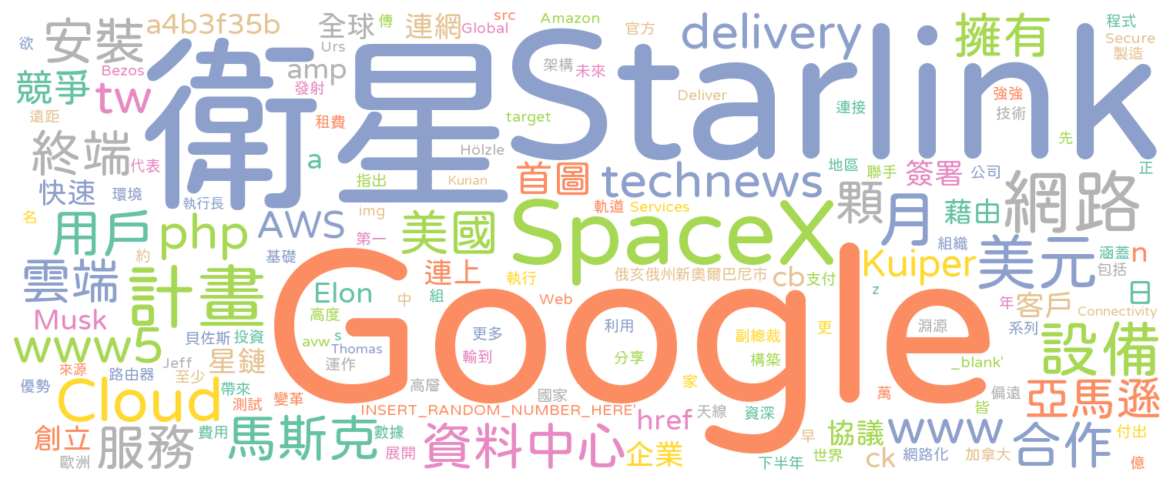 安裝
a4b3f35b
全球
傳
連網
src
Global
Amazon
官方
程式
Secure
製造
欲
Urs
衛星
Starlink
delivery
擁有
競爭
Bezos
tw
amp
發射
架構
未來
Deliver
連接
強強
技術
遠距
租費
target
先
終端
代表
a
Hölzle
Kurian
首圖
technews
地區
聯手
簽署
公司
正
快速
環境
執行長
指出
img
軌道
Services
顆
月
藉由
網路
名
用戶
php
AWS
第一
美國
SpaceX
組織
約
基礎
俄亥俄州新奧爾巴尼市
cb
支付
Kuiper
美元
涵蓋
包括
n
雲端
計畫
連上
執行
Google
z
年
客戶
日
Elon
高度
中
組
Web
Connectivity
Musk
www5
貝佐斯
投資
avw
s
Thomas
更多
利用
副總裁
更
淵源
系列
設備
星鏈
運作
輸到
分享
構築
_blank'
來源
路由器
Jeff
至少
帶來
高層
國家
家
萬
偏遠
亞馬遜
優勢
Cloud
測試
變革
INSERT_RANDOM_NUMBER_HERE'
href
天線
資深
皆
創立
服務
費用
馬斯克
數據
展開
資料中心
企業
早
協議
www
合作
付出
歐洲
下半年
世界
ck
網路化
加拿大
億